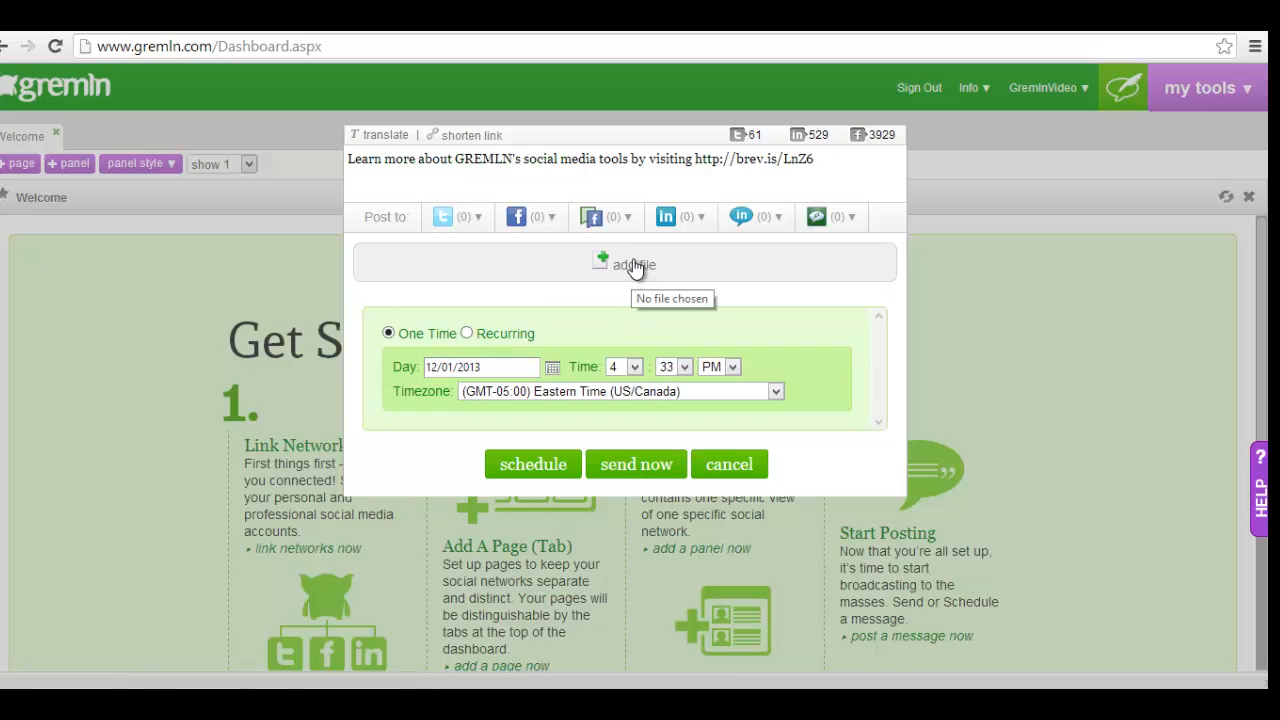 www.gremln.com/Dashboard.aspx
gremln
Sign Out Info ▼ GremlnVideo ▼ my tools ▼
Welcome
+ page + panel panel style ▼ show 1
Welcome
translate | shorten link 61 529 3929
Learn more about GREMLN's social media tools by visiting http://brev.is/LnZ6
Post to: (0) ▼ (0) ▼ (0) ▼ (0) ▼ (0) ▼ (0) ▼
add file
No file chosen
One Time Recurring
Day: 12/01/2013 Time: 4 : 33 PM
Timezone: (GMT-05:00) Eastern Time (US/Canada)
schedule send now cancel
Get S
1.
Link Network
First things first –
you connected!
your personal and
professional social media
accounts.
▸ link networks now
Add A Page (Tab)
Set up pages to keep your
social networks separate
and distinct. Your pages
will be distinguishable by the
tabs at the top of the
dashboard.
▸ add a page now
contains one specific view
of one specific social
network.
▸ add a panel now
Start Posting
Now that you're all set up,
it's time to start
broadcasting to the
masses. Send or Schedule
a message.
▸ post a message now
? HELP